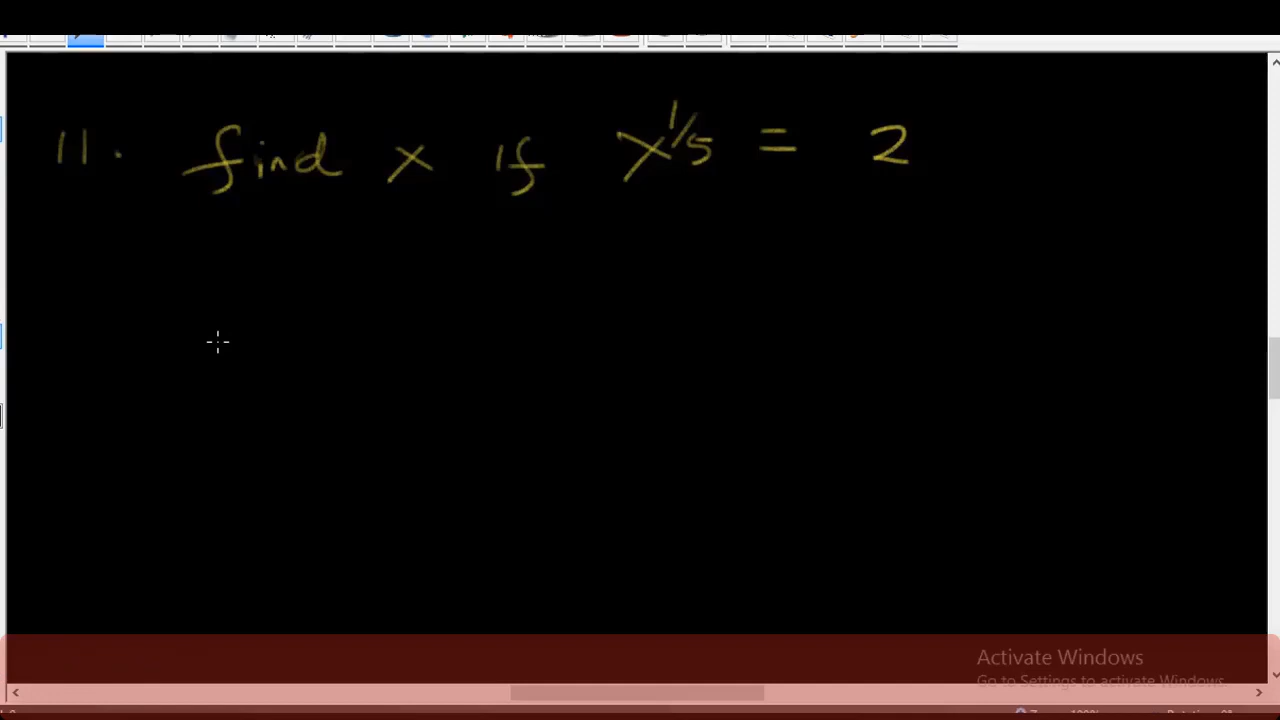 11. find x if x^1/5 = 2
Activate Windows
Go to Settings to activate Windows.